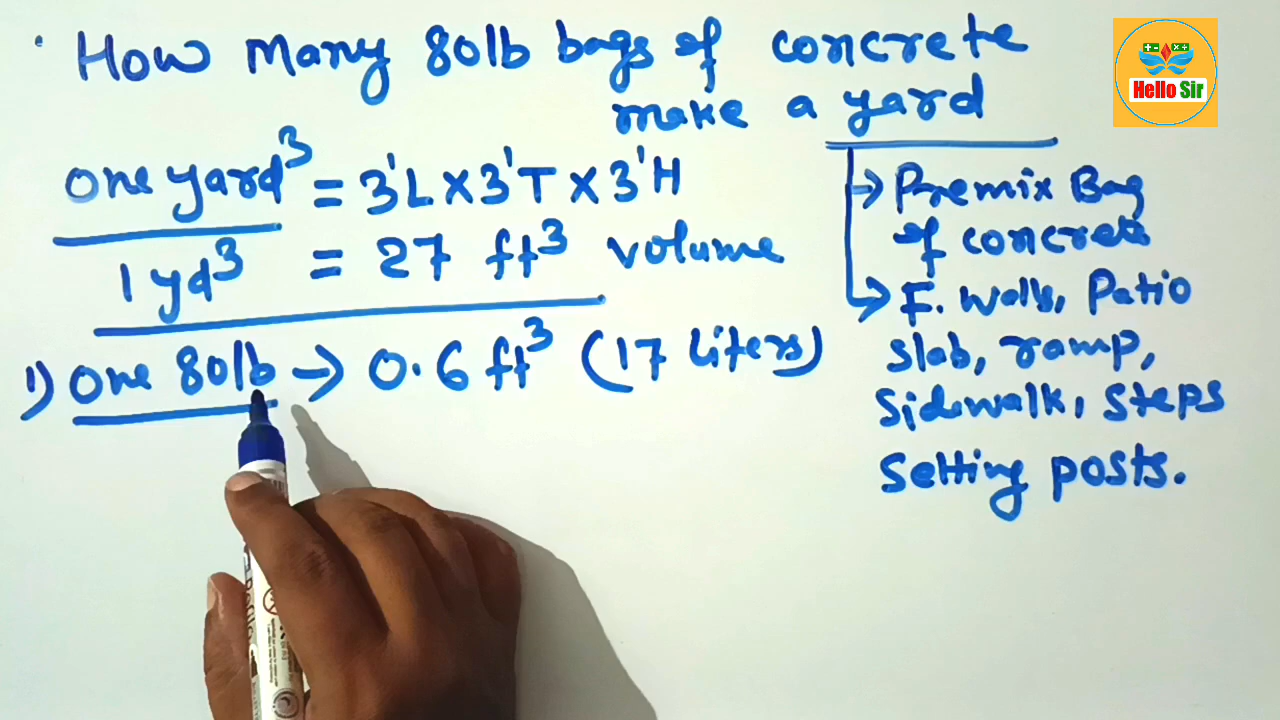 How Many 80lb bags of concrete
make a yard
one yard³ = 3'L X 3'T X 3'H
1 yd³ = 27 ft³ volume
1) one 80lb → 0.6 ft³ (17 liters)
→ Premix Bag
of concrete
→ F. Walls, Patio
slab, ramp,
Sidewalk, Steps
Setting posts.
+ - × ÷
Hello Sir